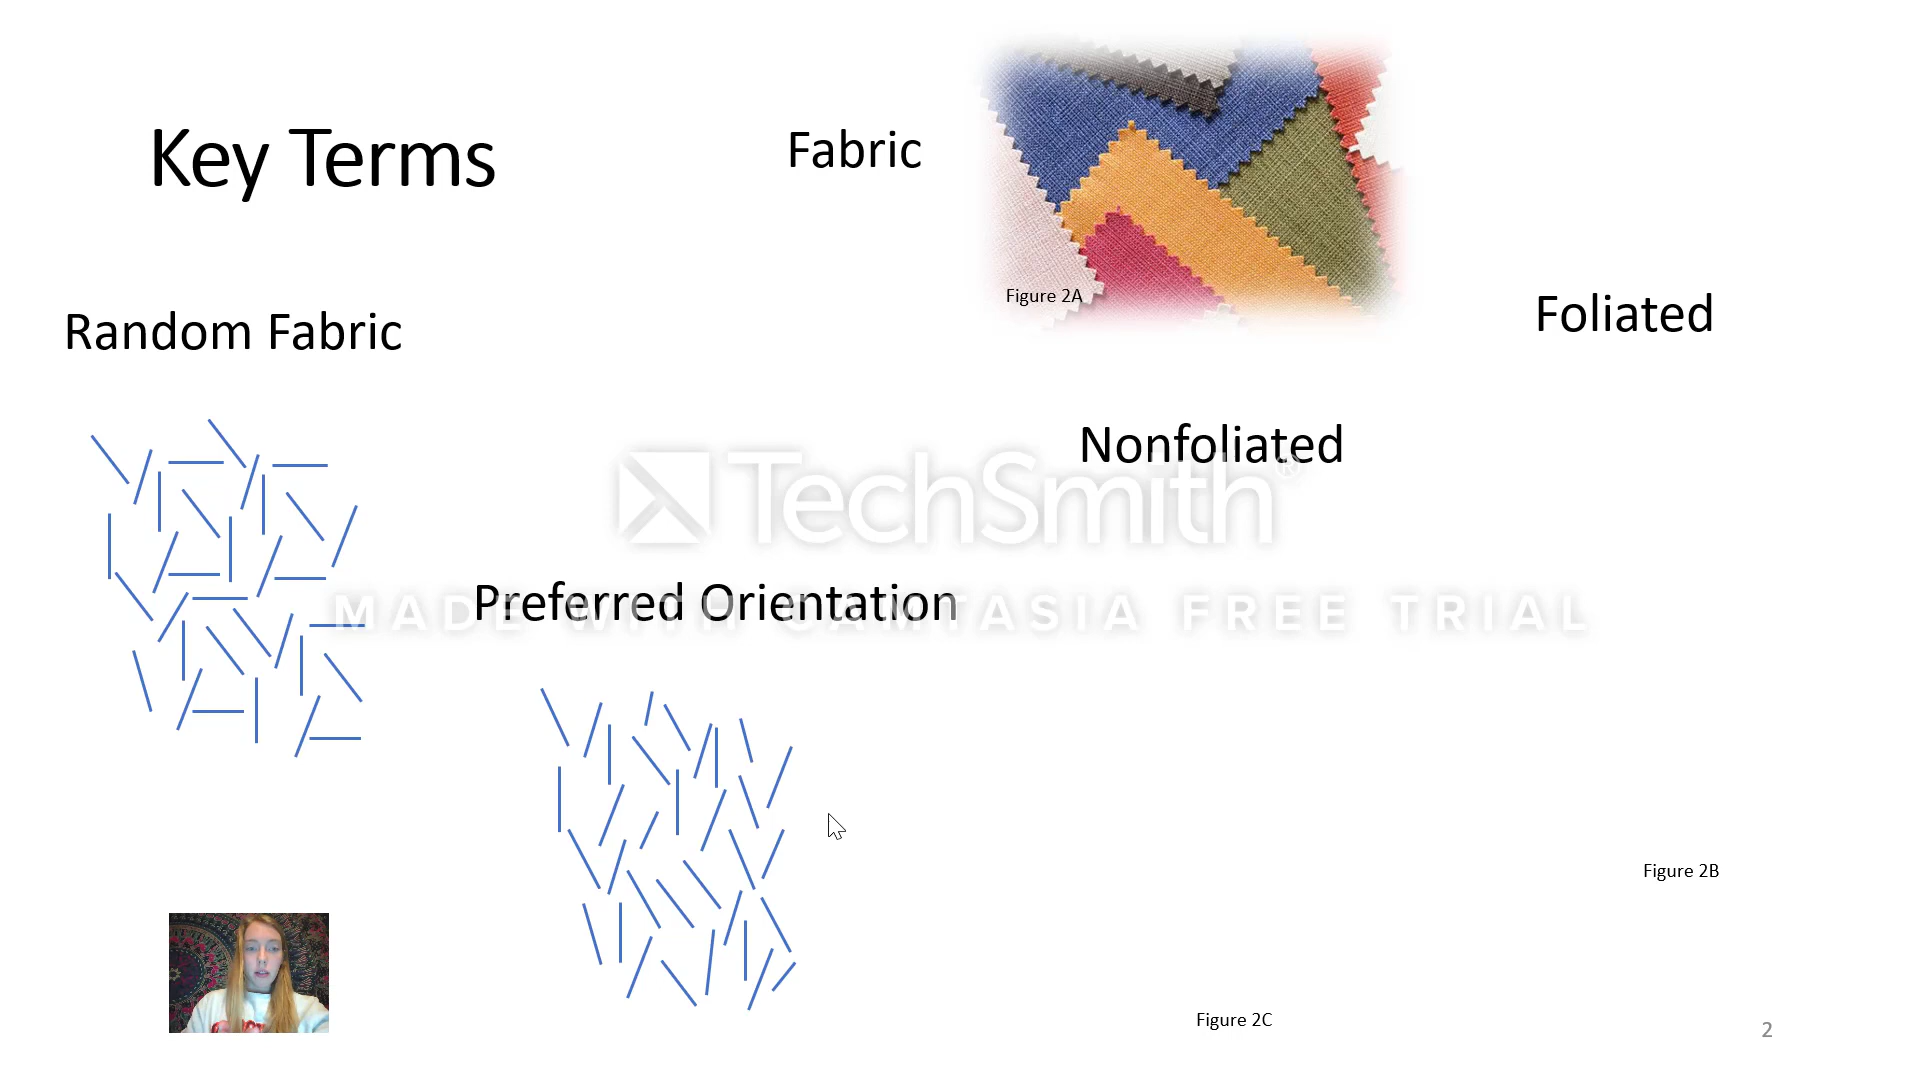 Key Terms
Fabric
Figure 2A
Random Fabric
Foliated
Nonfoliated
TechSmith®
Preferred Orientation
MADE WITH CAMTASIA FREE TRIAL
Figure 2B
Figure 2C
2